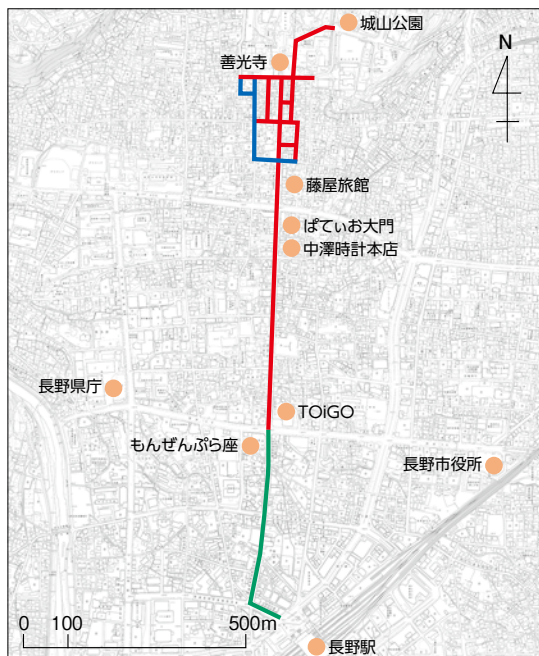 城山公園
善光寺
N
藤屋旅館
ぱてぃお大門
中澤時計本店
長野県庁
TOiGO
もんぜんぷら座
長野市役所
0 100 500m
長野駅